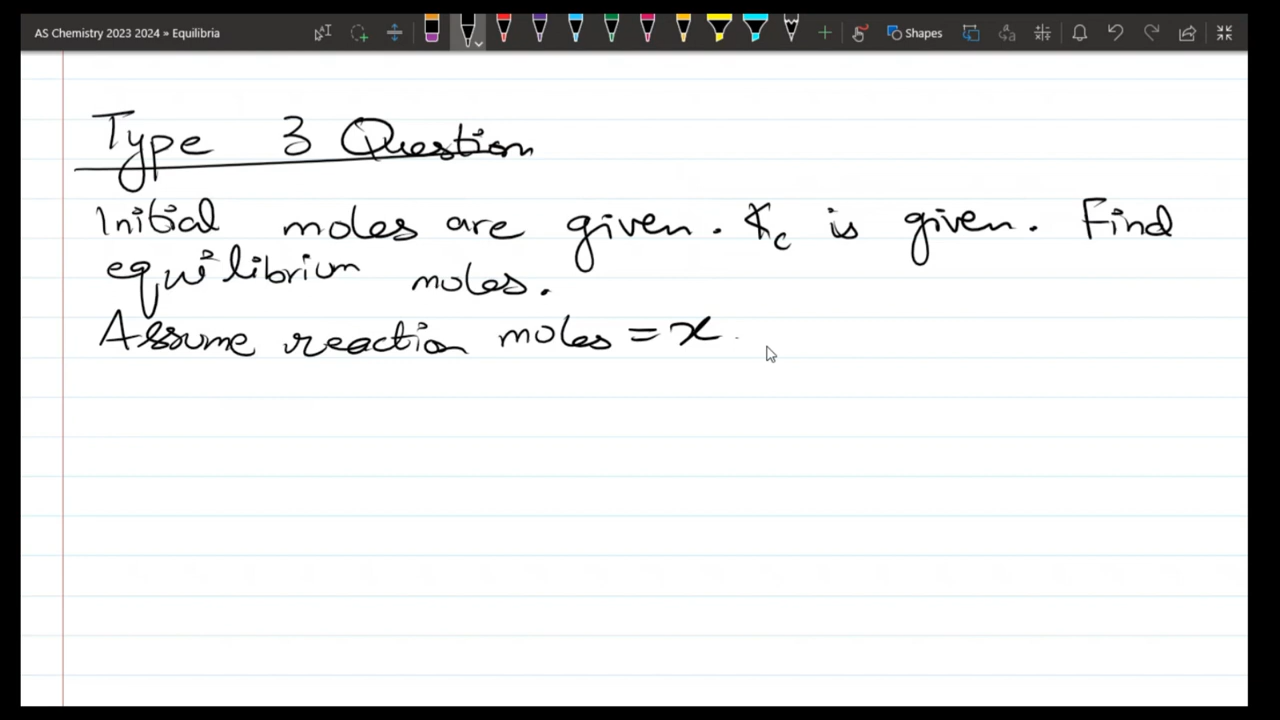 AS Chemistry 2023 2024 » Equilibria
Shapes
Type 3 Question
Initial moles are given. Kc is given. Find
equilibrium moles.
Assume reaction moles = x.